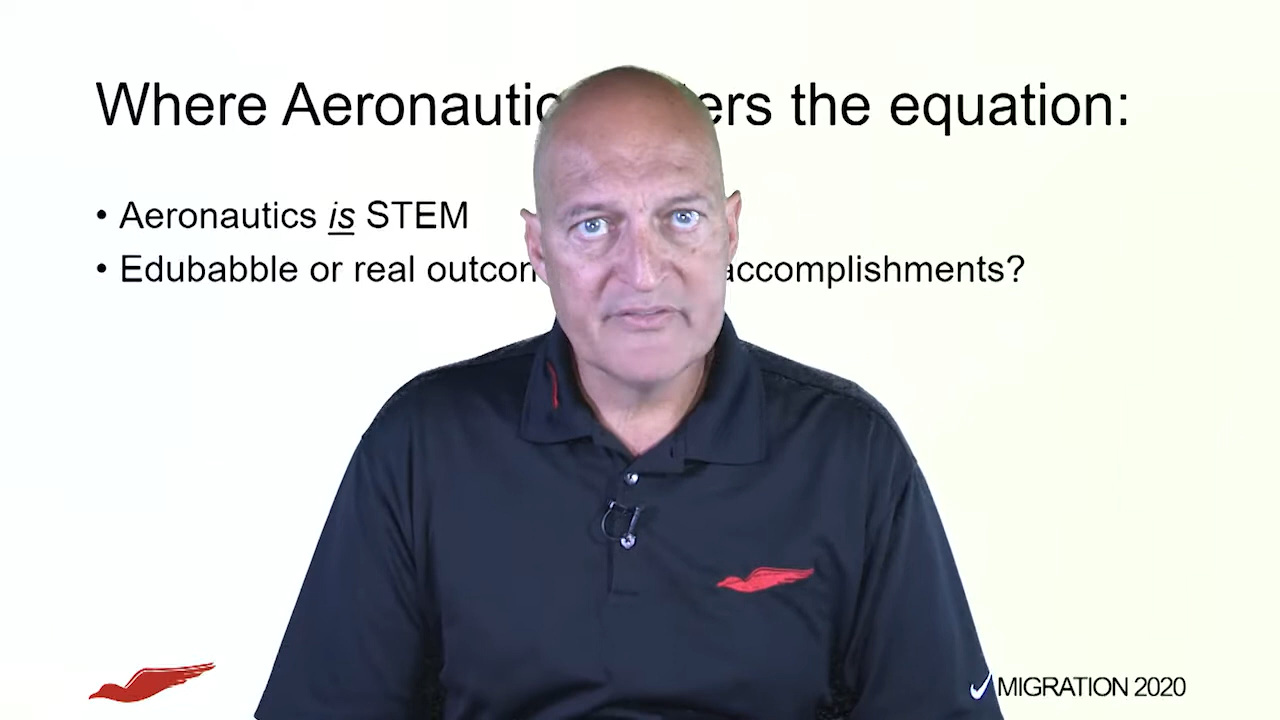 Where Aeronautic ers the equation:
• Aeronautics is STEM
• Edubabble or real outcom accomplishments?
MIGRATION 2020